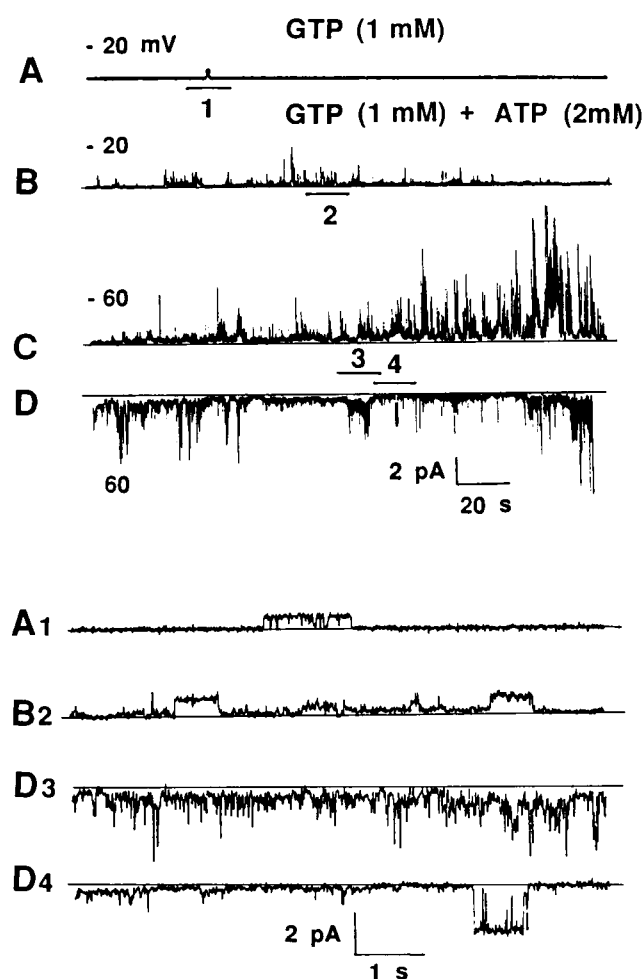 GTP (1 mM)
- 20 mV
A
1
GTP (1 mM) + ATP (2mM)
- 20
B
2
- 60
C
3
4
D
60
2 pA
20 s
A1
B2
D3
D4
2 pA
1 s